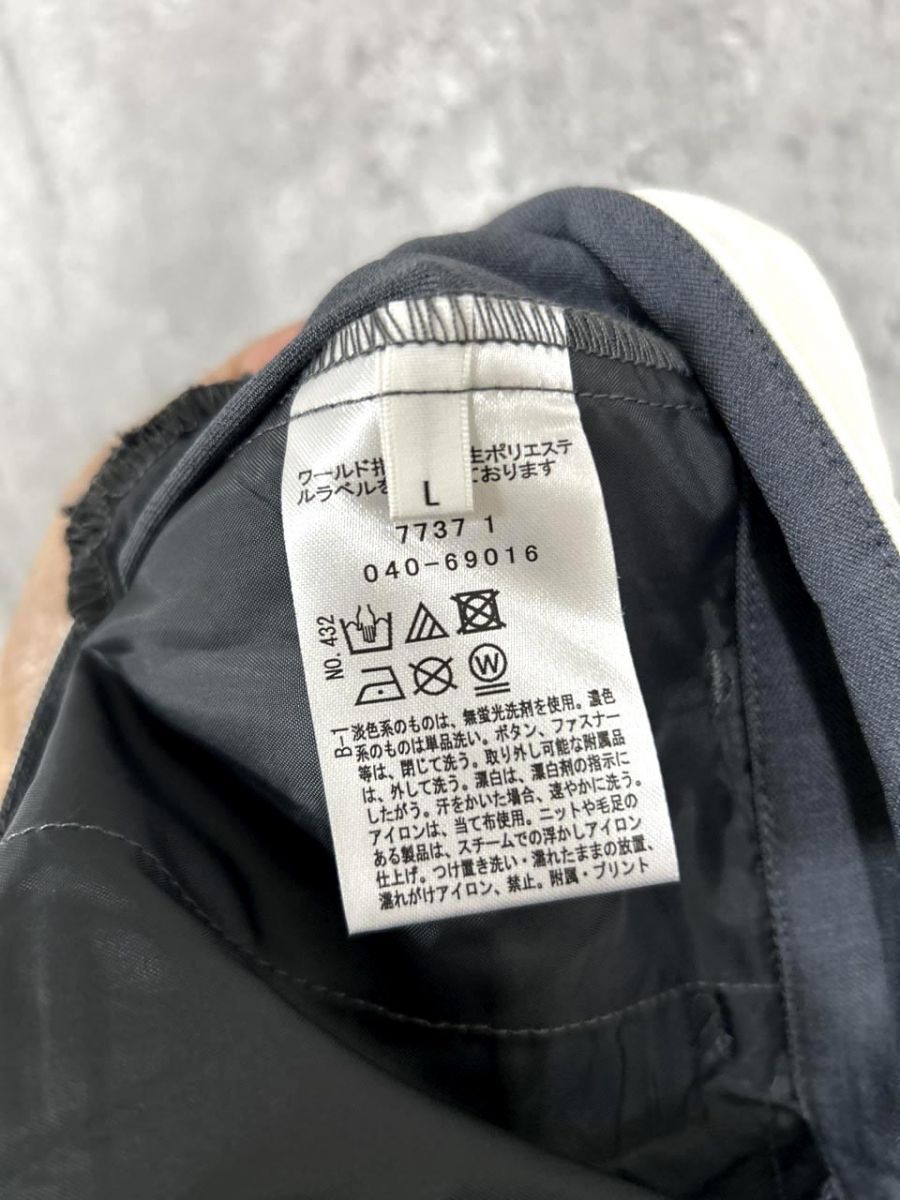 ワールド指 生ポリエステ
ルラベルを ております
L
7737 1
040-69016
NO. 432
W
B-1 淡色系のものは、無蛍光洗剤を使用。濃色
系のものは単品洗い。ボタン、ファスナー
等は、閉じて洗う。取り外し可能な附属品
は、外して洗う。漂白は、漂白剤の指示に
したがう。汗をかいた場合、速やかに洗う。
アイロンは、当て布使用。ニットや毛足の
ある製品は、スチームでの浮かしアイロン
仕上げ。つけ置き洗い・濡れたままの放置、
濡れがけアイロン、禁止。附属・プリント